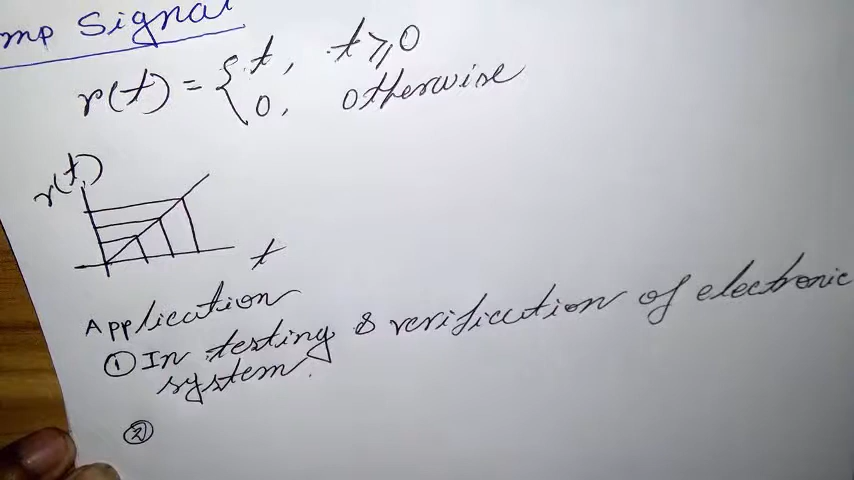 mp Signal
r(t) = { t, t ≥ 0
0, otherwise
r(t)
t
Application
① In testing & verification of electronic
system.
②